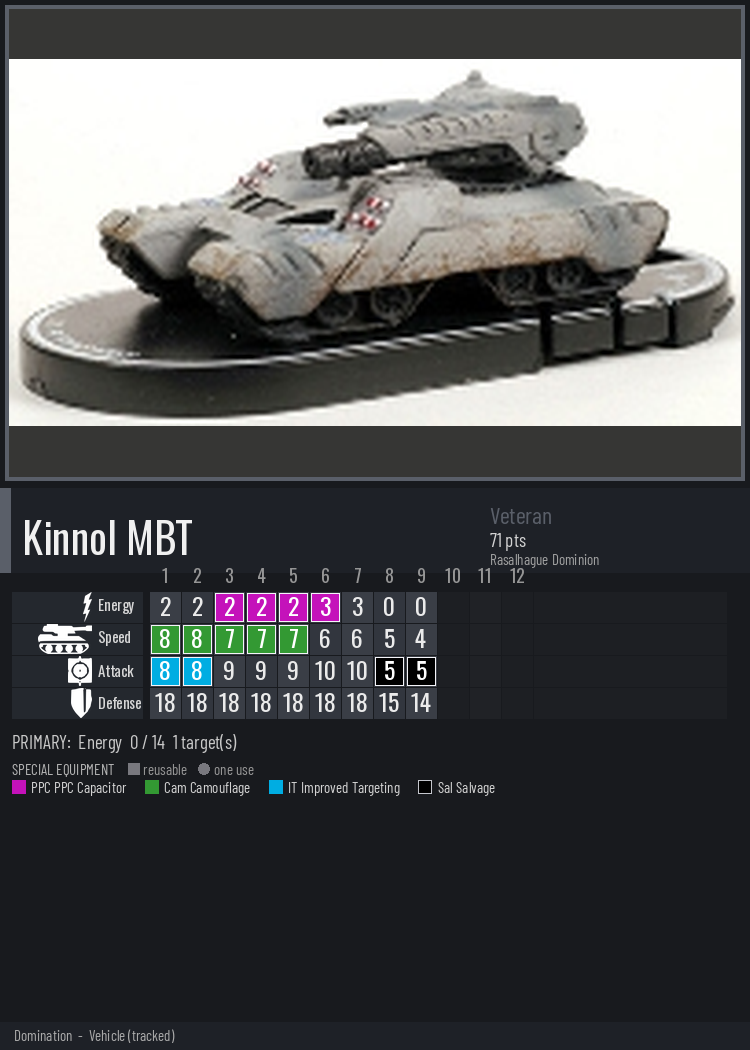 Kinnol MBT
Veteran
71 pts
Rasalhague Dominion
1 2 3 4 5 6 7 8 9 10 11 12
Energy 2 2 2 2 2 3 3 0 0
Speed 8 8 7 7 7 6 6 5 4
Attack 8 8 9 9 9 10 10 5 5
Defense 18 18 18 18 18 18 18 15 14
PRIMARY: Energy 0 / 14 1 target(s)
SPECIAL EQUIPMENT reusable one use
PPC PPC Capacitor Cam Camouflage IT Improved Targeting Sal Salvage
Domination - Vehicle (tracked)